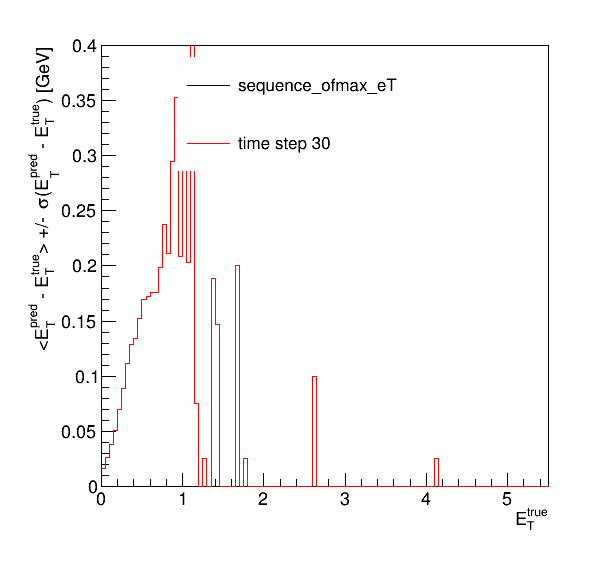 <E_T^pred - E_T^true> +/- σ(E_T^pred - E_T^true) [GeV]
0.4
0.35
0.3
0.25
0.2
0.15
0.1
0.05
0
sequence_ofmax_eT
time step 30
0 1 2 3 4 5
E_T^true